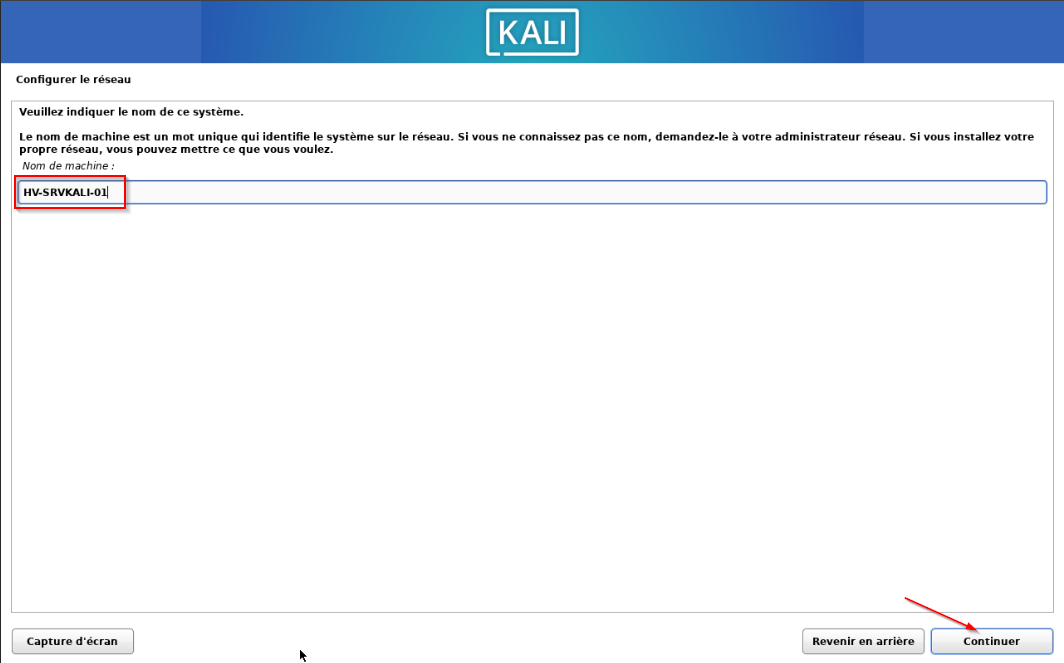 KALI
Configurer le réseau
Veuillez indiquer le nom de ce système.
Le nom de machine est un mot unique qui identifie le système sur le réseau. Si vous ne connaissez pas ce nom, demandez-le à votre administrateur réseau. Si vous installez votre
propre réseau, vous pouvez mettre ce que vous voulez.
Nom de machine :
HV-SRVKALI-01
Capture d'écran
Revenir en arrière
Continuer